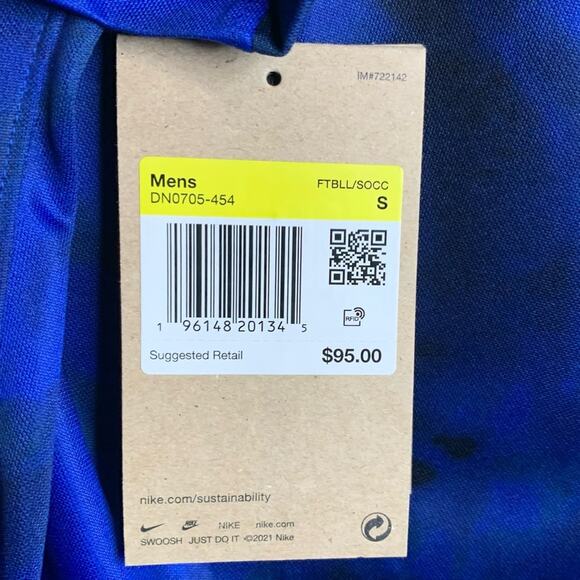 IM#722142
Mens FTBLL/SOCC
DN0705-454 S
1 96148 20134 5
RFID
Suggested Retail $95.00
nike.com/sustainability
NIKE NIKE nike.com
SWOOSH JUST DO IT ©2021 Nike